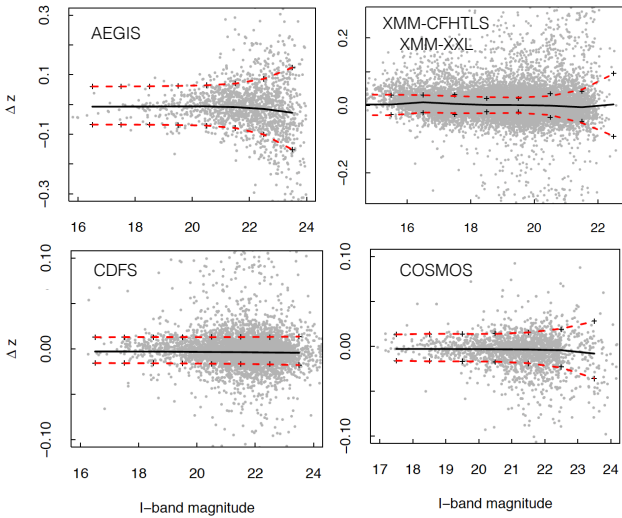 AEGIS
0.3
0.1
−0.1
−0.3
Δ z
16 18 20 22 24
XMM-CFHTLS
XMM-XXL
0.2
0.0
−0.2
16 18 20 22
CDFS
0.10
0.00
−0.10
Δ z
16 18 20 22 24
I−band magnitude
COSMOS
0.10
0.00
−0.10
17 18 19 20 21 22 23 24
I−band magnitude